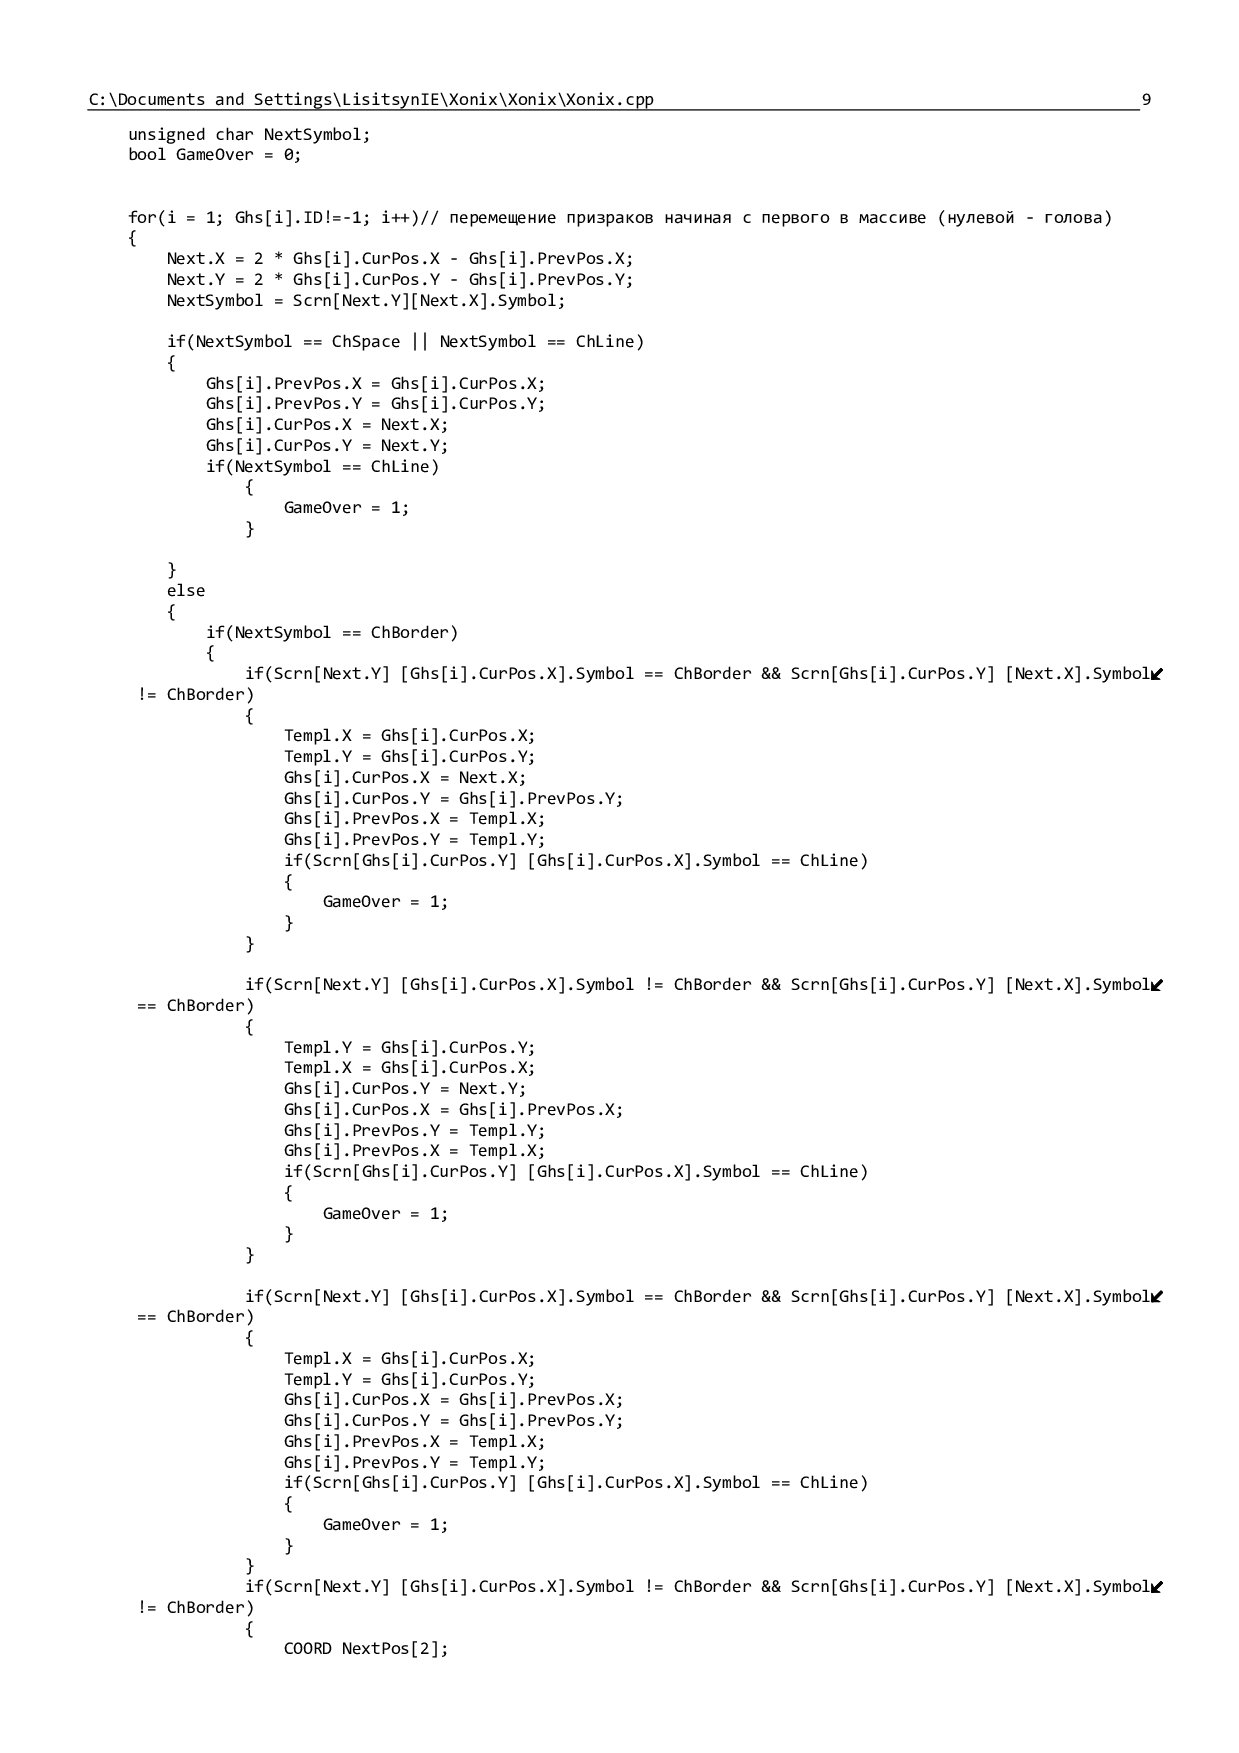 C:\Documents and Settings\LisitsynIE\Xonix\Xonix\Xonix.cpp 9
unsigned char NextSymbol;
bool GameOver = 0;
for(i = 1; Ghs[i].ID!=-1; i++)// перемещение призраков начиная с первого в массиве (нулевой - голова)
{
Next.X = 2 * Ghs[i].CurPos.X - Ghs[i].PrevPos.X;
Next.Y = 2 * Ghs[i].CurPos.Y - Ghs[i].PrevPos.Y;
NextSymbol = Scrn[Next.Y][Next.X].Symbol;
if(NextSymbol == ChSpace || NextSymbol == ChLine)
{
Ghs[i].PrevPos.X = Ghs[i].CurPos.X;
Ghs[i].PrevPos.Y = Ghs[i].CurPos.Y;
Ghs[i].CurPos.X = Next.X;
Ghs[i].CurPos.Y = Next.Y;
if(NextSymbol == ChLine)
{
GameOver = 1;
}
}
else
{
if(NextSymbol == ChBorder)
{
if(Scrn[Next.Y] [Ghs[i].CurPos.X].Symbol == ChBorder && Scrn[Ghs[i].CurPos.Y] [Next.X].Symbol↙
!= ChBorder)
{
Templ.X = Ghs[i].CurPos.X;
Templ.Y = Ghs[i].CurPos.Y;
Ghs[i].CurPos.X = Next.X;
Ghs[i].CurPos.Y = Ghs[i].PrevPos.Y;
Ghs[i].PrevPos.X = Templ.X;
Ghs[i].PrevPos.Y = Templ.Y;
if(Scrn[Ghs[i].CurPos.Y] [Ghs[i].CurPos.X].Symbol == ChLine)
{
GameOver = 1;
}
}
if(Scrn[Next.Y] [Ghs[i].CurPos.X].Symbol != ChBorder && Scrn[Ghs[i].CurPos.Y] [Next.X].Symbol↙
== ChBorder)
{
Templ.Y = Ghs[i].CurPos.Y;
Templ.X = Ghs[i].CurPos.X;
Ghs[i].CurPos.Y = Next.Y;
Ghs[i].CurPos.X = Ghs[i].PrevPos.X;
Ghs[i].PrevPos.Y = Templ.Y;
Ghs[i].PrevPos.X = Templ.X;
if(Scrn[Ghs[i].CurPos.Y] [Ghs[i].CurPos.X].Symbol == ChLine)
{
GameOver = 1;
}
}
if(Scrn[Next.Y] [Ghs[i].CurPos.X].Symbol == ChBorder && Scrn[Ghs[i].CurPos.Y] [Next.X].Symbol↙
== ChBorder)
{
Templ.X = Ghs[i].CurPos.X;
Templ.Y = Ghs[i].CurPos.Y;
Ghs[i].CurPos.X = Ghs[i].PrevPos.X;
Ghs[i].CurPos.Y = Ghs[i].PrevPos.Y;
Ghs[i].PrevPos.X = Templ.X;
Ghs[i].PrevPos.Y = Templ.Y;
if(Scrn[Ghs[i].CurPos.Y] [Ghs[i].CurPos.X].Symbol == ChLine)
{
GameOver = 1;
}
}
if(Scrn[Next.Y] [Ghs[i].CurPos.X].Symbol != ChBorder && Scrn[Ghs[i].CurPos.Y] [Next.X].Symbol↙
!= ChBorder)
{
COORD NextPos[2];